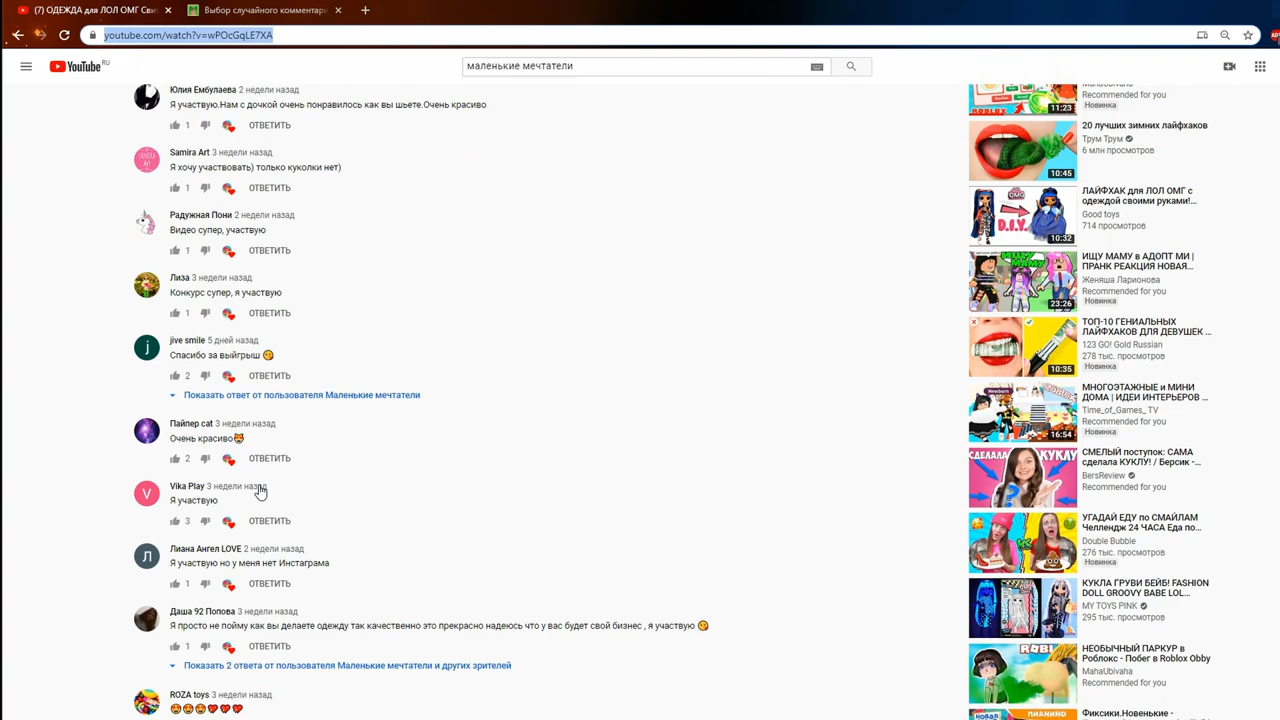 (7) ОДЕЖДА для ЛОЛ ОМГ Сви
Выбор случайного комментари
youtube.com/watch?v=wPOcGqLE7XA
YouTube RU
маленькие мечтатели
Юлия Ембулаева 2 недели назад
Я участвую.Нам с дочкой очень понравилось как вы шьете.Очень красиво
1 ОТВЕТИТЬ
Samira Art 3 недели назад
Я хочу участвовать) только куколки нет)
1 ОТВЕТИТЬ
Радужная Пони 2 недели назад
Видео супер, участвую
1 ОТВЕТИТЬ
Лиза 3 недели назад
Конкурс супер, я участвую
1 ОТВЕТИТЬ
j
jive smile 5 дней назад
Спасибо за выйгрыш 😋
2 ОТВЕТИТЬ
Показать ответ от пользователя Маленькие мечтатели
Пайпер cat 3 недели назад
Очень красиво😻
2 ОТВЕТИТЬ
V
Vika Play 3 недели назад
Я участвую
3 ОТВЕТИТЬ
Л
Лиана Ангел LOVE 2 недели назад
Я участвую но у меня нет Инстаграма
1 ОТВЕТИТЬ
Даша 92 Попова 3 недели назад
Я просто не пойму как вы делаете одежду так качественно это прекрасно надеюсь что у вас будет свой бизнес , я участвую 😋
1 ОТВЕТИТЬ
Показать 2 ответа от пользователя Маленькие мечтатели и других зрителей
ROZA toys 3 недели назад
😍😍😍❤❤❤
Recommended for you
Новинка
11:23
20 лучших зимних лайфхаков
Трум Трум
6 млн просмотров
10:45
ЛАЙФХАК для ЛОЛ ОМГ с
одеждой своими руками!...
Good toys
714 просмотров
D.I.Y.
10:32
ИЩУ МАМУ в АДОПТ МИ |
ПРАНК РЕАКЦИЯ НОВАЯ...
Женяша Ларионова
Recommended for you
Новинка
ИЩУ МАМУ
23:26
ТОП-10 ГЕНИАЛЬНЫХ
ЛАЙФХАКОВ ДЛЯ ДЕВУШЕК ...
123 GO! Gold Russian
278 тыс. просмотров
Новинка
10:35
МНОГОЭТАЖНЫЕ и МИНИ
ДОМА | ИДЕИ ИНТЕРЬЕРОВ ...
Time_of_Games_ TV
Recommended for you
Новинка
16:54
СМЕЛЫЙ поступок: САМА
сделала КУКЛУ! / Берсик -...
BersReview
Recommended for you
СДЕЛАЛА КУКЛУ!
УГАДАЙ ЕДУ по СМАЙЛАМ
Челлендж 24 ЧАСА Еда по...
Double Bubble
276 тыс. просмотров
Новинка
КУКЛА ГРУВИ БЕЙБ! FASHION
DOLL GROOVY BABE LOL...
MY TOYS PINK
295 тыс. просмотров
НЕОБЫЧНЫЙ ПАРКУР в
Роблокс - Побег в Roblox Obby
MahaUbivaha
Recommended for you
Фиксики.Новенькие -
ПИАНИНО